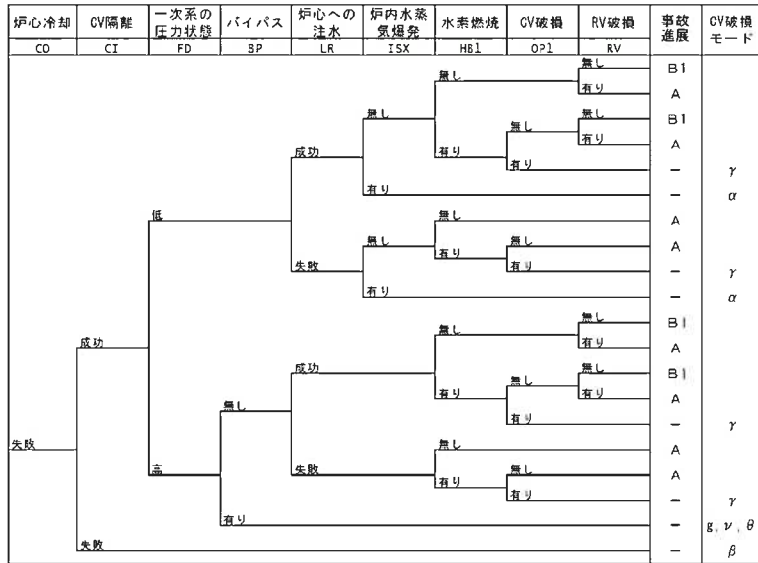 炉心冷却 CV隔離 一次系の圧力状態 バイパス 炉心への注水 炉内水蒸気爆発 水素燃焼 CV破損 RV破損 事故進展 CV破損モード
CO CI FD BP LR ISX HB1 OP1 RV
無し B1
無し
有り A
無し
無し B1
無し
有り A
成功 有り
有り － γ
有り － α
低 無し A
無し
無し A
有り
失敗 有り － γ
有り － α
無し B1
無し
成功 有り A
成功
無し B1
無し
有り 有り A
無し
有り － γ
失敗 無し A
高 失敗 無し A
有り
有り － γ
有り － g, ν, θ
失敗 － β